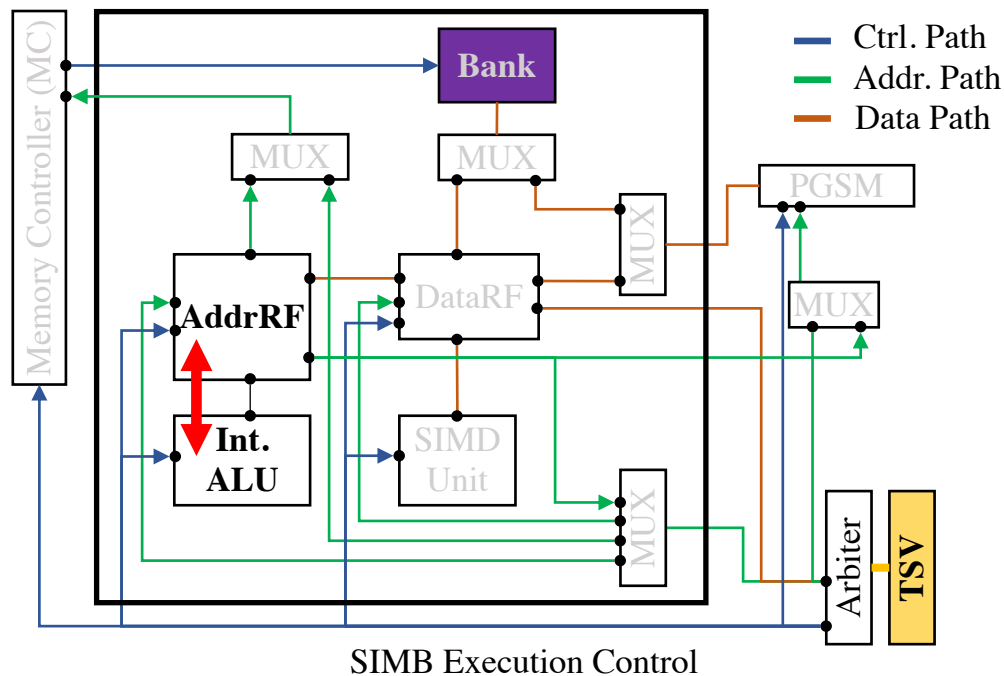 Memory Controller (MC)
Bank
Ctrl. Path
Addr. Path
Data Path
MUX
MUX
PGSM
MUX
AddrRF
DataRF
MUX
Int.
ALU
SIMD
Unit
MUX
Arbiter
TSV
SIMB Execution Control